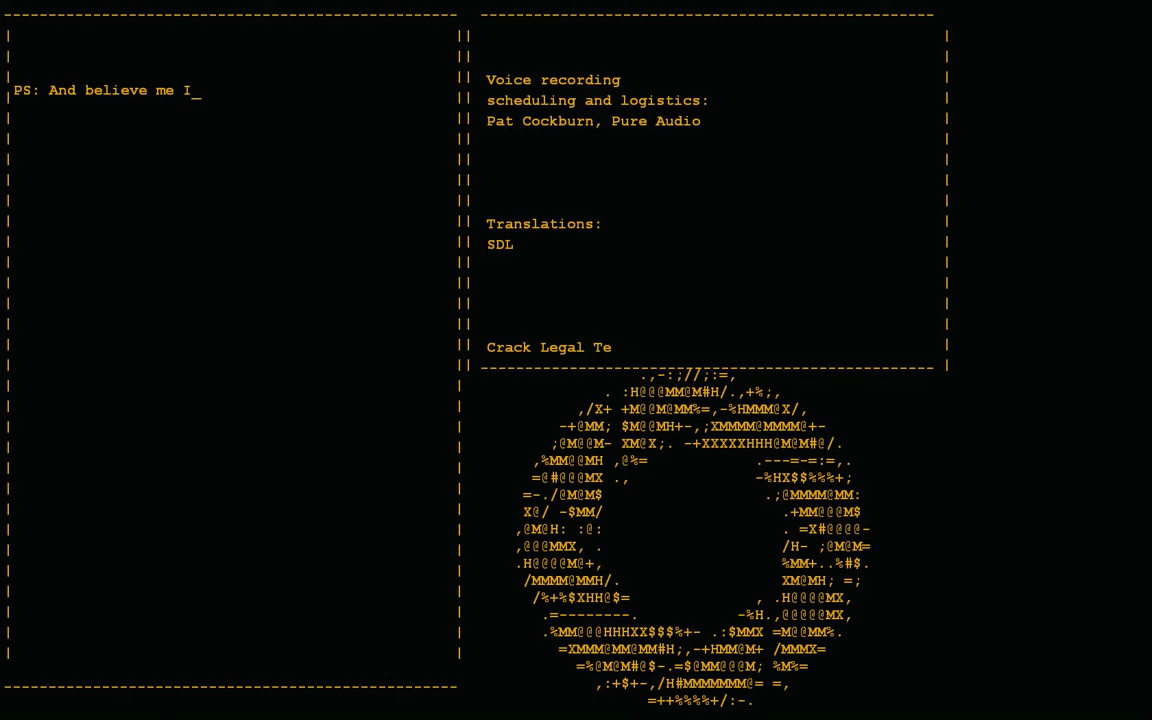 PS: And believe me I_
Voice recording
scheduling and logistics:
Pat Cockburn, Pure Audio
Translations:
SDL
Crack Legal Te